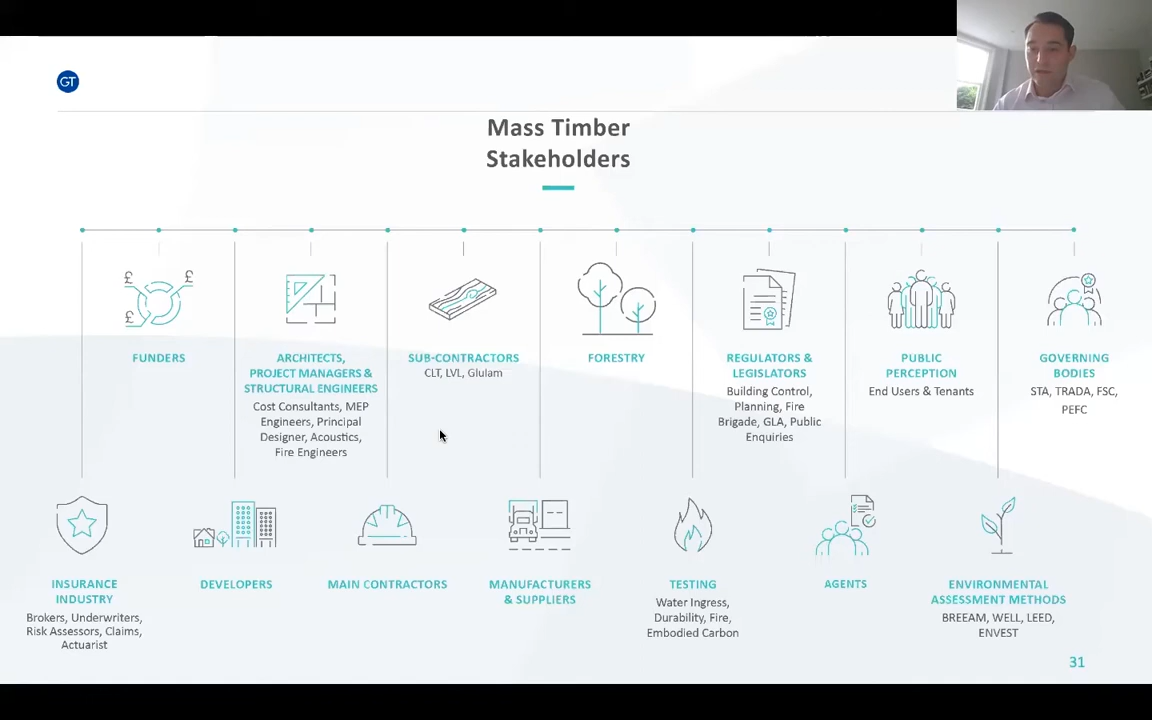 GT
Mass Timber
Stakeholders
£ £
£
FUNDERS
ARCHITECTS,
PROJECT MANAGERS &
STRUCTURAL ENGINEERS
Cost Consultants, MEP
Engineers, Principal
Designer, Acoustics,
Fire Engineers
SUB-CONTRACTORS
CLT, LVL, Glulam
FORESTRY
REGULATORS &
LEGISLATORS
Building Control,
Planning, Fire
Brigade, GLA, Public
Enquiries
PUBLIC
PERCEPTION
End Users & Tenants
GOVERNING
BODIES
STA, TRADA, FSC,
PEFC
INSURANCE
INDUSTRY
Brokers, Underwriters,
Risk Assessors, Claims,
Actuarist
DEVELOPERS
MAIN CONTRACTORS
MANUFACTURERS
& SUPPLIERS
TESTING
Water Ingress,
Durability, Fire,
Embodied Carbon
AGENTS
ENVIRONMENTAL
ASSESSMENT METHODS
BREEAM, WELL, LEED,
ENVEST
31